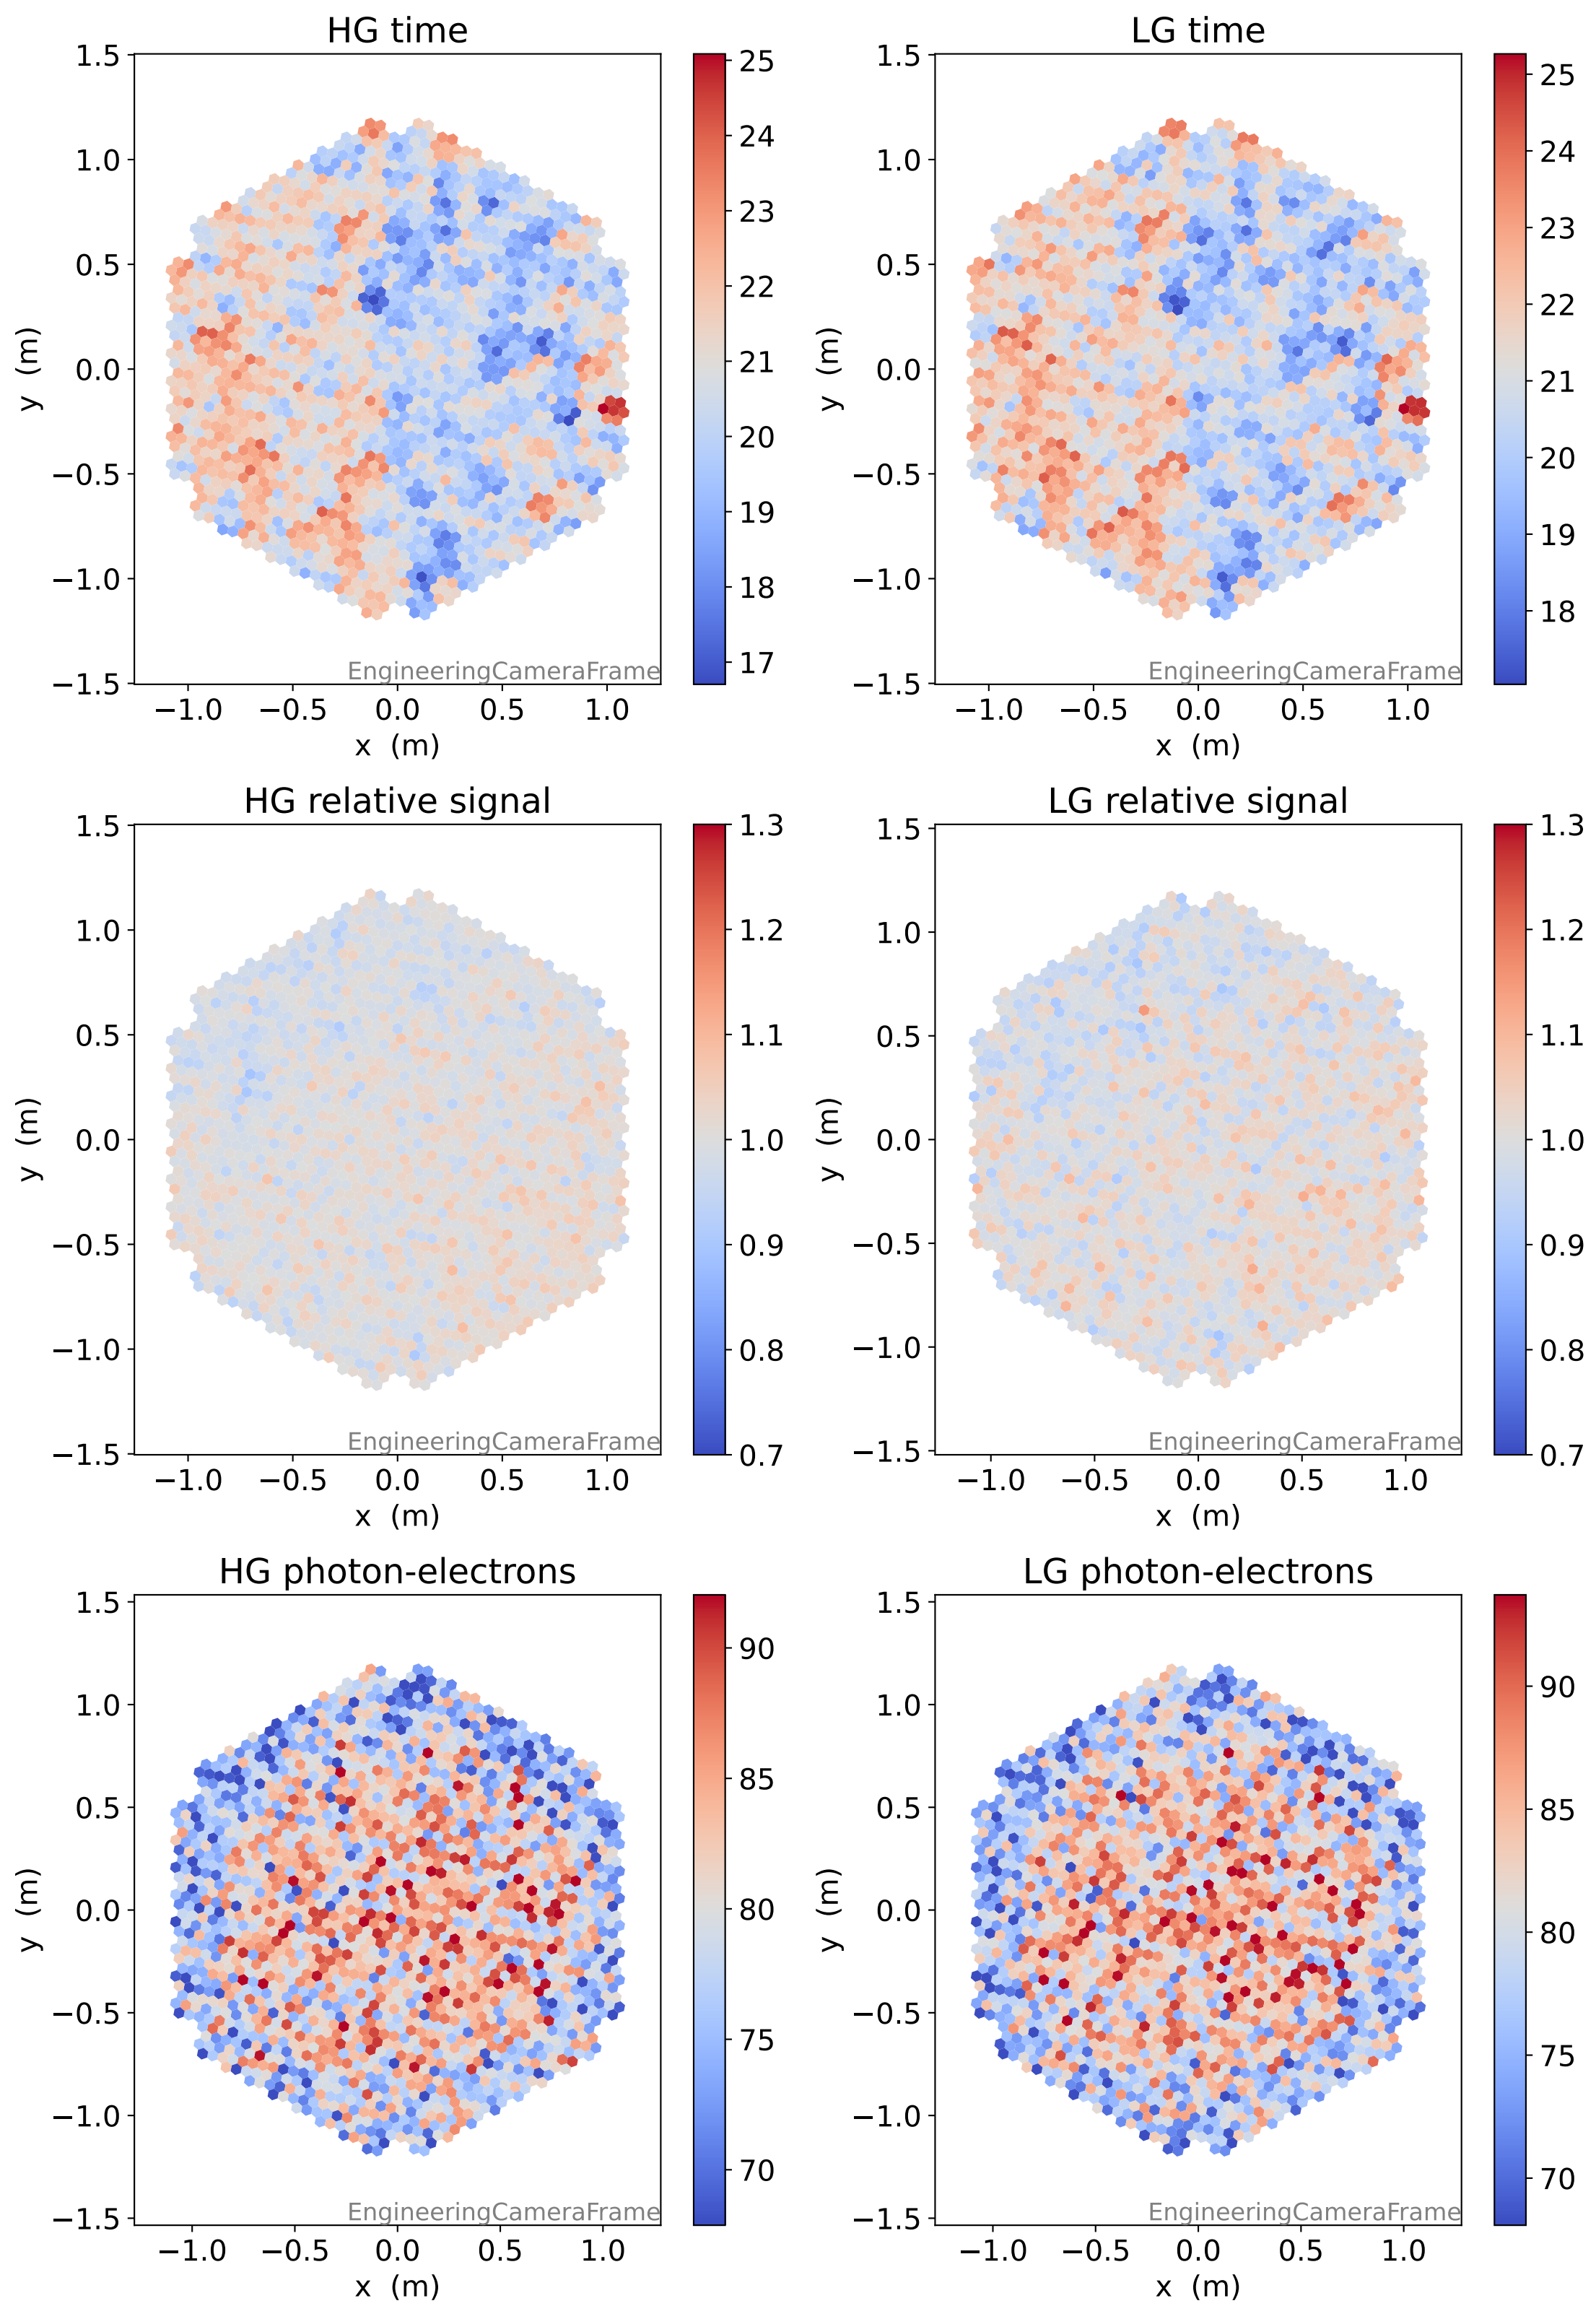 HG time
1.5
1.0
0.5
0.0
−0.5
−1.0
−1.5
y (m)
−1.0 −0.5 0.0 0.5 1.0
x (m)
EngineeringCameraFrame
25
24
23
22
21
20
19
18
17
LG time
1.5
1.0
0.5
0.0
−0.5
−1.0
−1.5
y (m)
−1.0 −0.5 0.0 0.5 1.0
x (m)
EngineeringCameraFrame
25
24
23
22
21
20
19
18
HG relative signal
1.5
1.0
0.5
0.0
−0.5
−1.0
−1.5
y (m)
−1.0 −0.5 0.0 0.5 1.0
x (m)
EngineeringCameraFrame
1.3
1.2
1.1
1.0
0.9
0.8
0.7
LG relative signal
1.5
1.0
0.5
0.0
−0.5
−1.0
−1.5
y (m)
−1.0 −0.5 0.0 0.5 1.0
x (m)
EngineeringCameraFrame
1.3
1.2
1.1
1.0
0.9
0.8
0.7
HG photon-electrons
1.5
1.0
0.5
0.0
−0.5
−1.0
−1.5
y (m)
−1.0 −0.5 0.0 0.5 1.0
x (m)
EngineeringCameraFrame
90
85
80
75
70
LG photon-electrons
1.5
1.0
0.5
0.0
−0.5
−1.0
−1.5
y (m)
−1.0 −0.5 0.0 0.5 1.0
x (m)
EngineeringCameraFrame
90
85
80
75
70